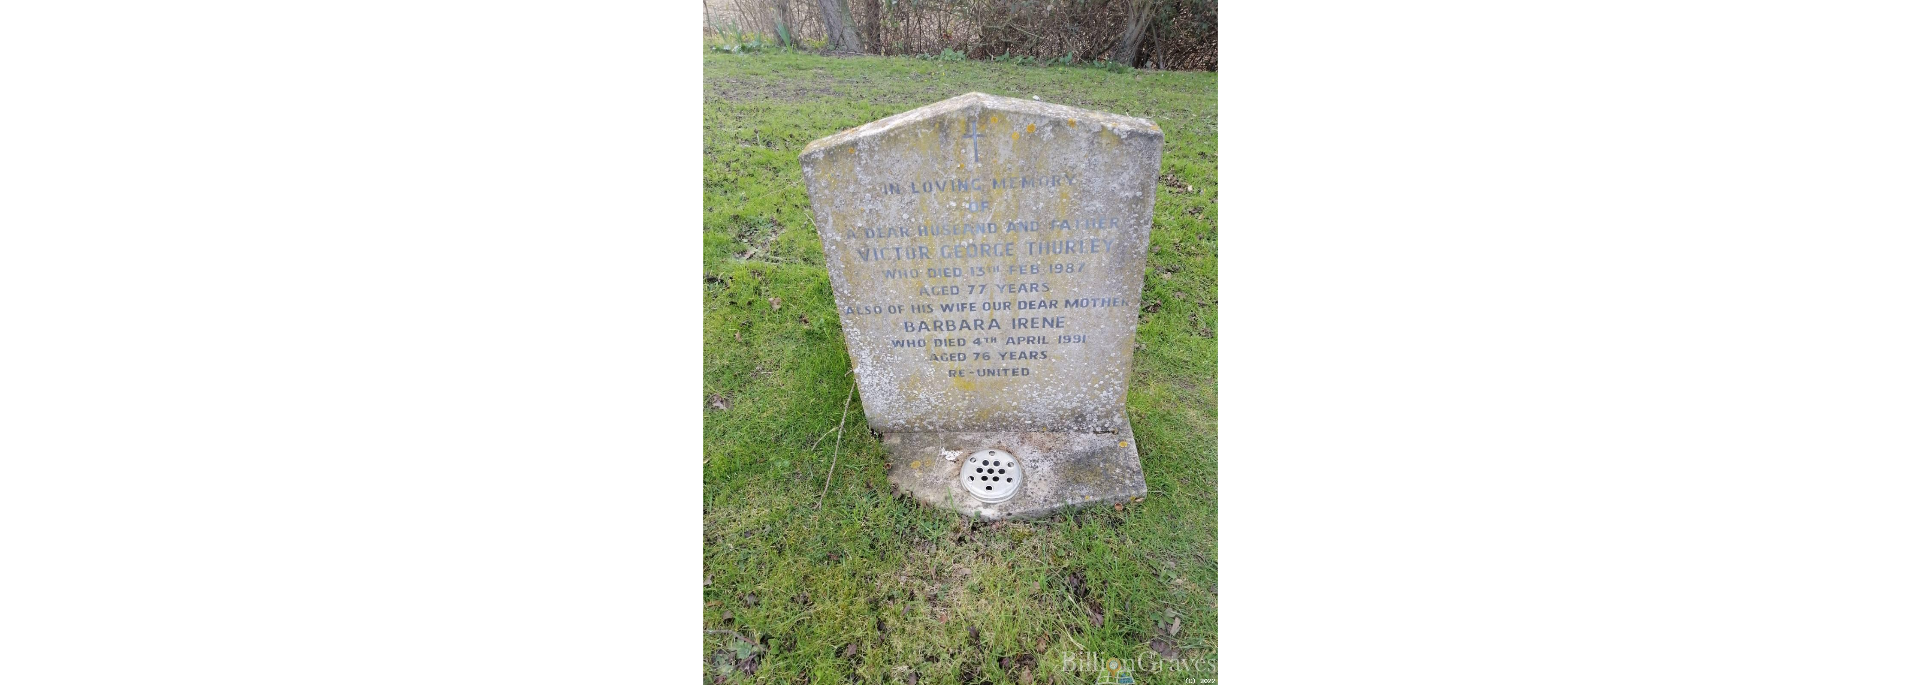 IN LOVING MEMORY
OF
A DEAR HUSBAND AND FATHER
VICTOR GEORGE THURLEY
WHO DIED 13TH FEB 1987
AGED 77 YEARS
ALSO OF HIS WIFE OUR DEAR MOTHER
BARBARA IRENE
WHO DIED 4TH APRIL 1991
AGED 76 YEARS
RE-UNITED
BillionGraves
(c) 2022